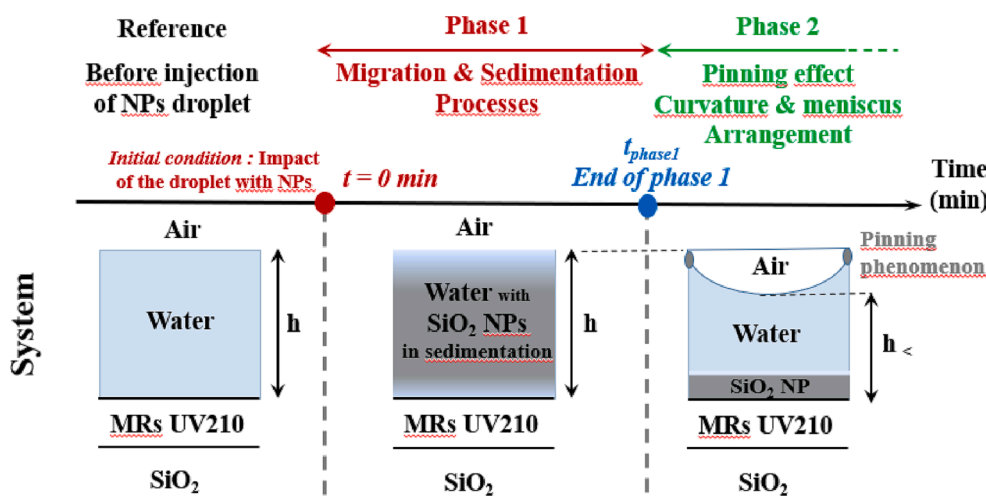 Reference
Before injection
of NPs droplet
Phase 1
Migration & Sedimentation
Processes
Phase 2
Pinning effect
Curvature & meniscus
Arrangement
Initial condition : Impact
of the droplet with NPs
t = 0 min
t_phase1
End of phase 1
Time
(min)
System
Air
Water
h
MRs UV210
SiO₂
Air
Water with
SiO₂ NPs
in sedimentation
h
MRs UV210
SiO₂
Pinning
phenomenon
Air
Water
h <
SiO₂ NP
MRs UV210
SiO₂